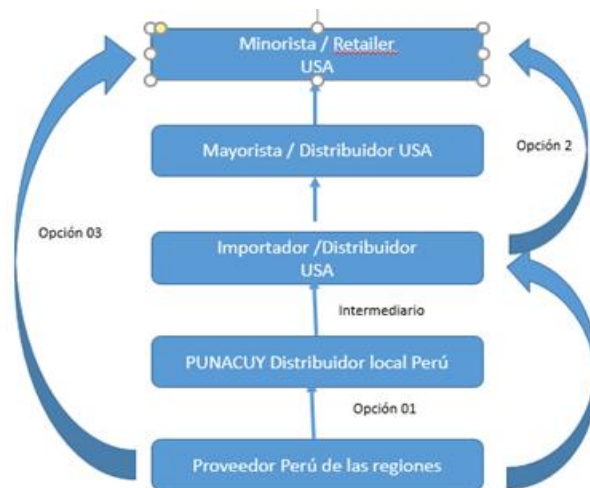 Minorista / Retailer
USA
Mayorista / Distribuidor USA
Opción 2
Opción 03
Importador /Distribuidor
USA
Intermediario
PUNACUY Distribuidor local Perú
Opción 01
Proveedor Perú de las regiones